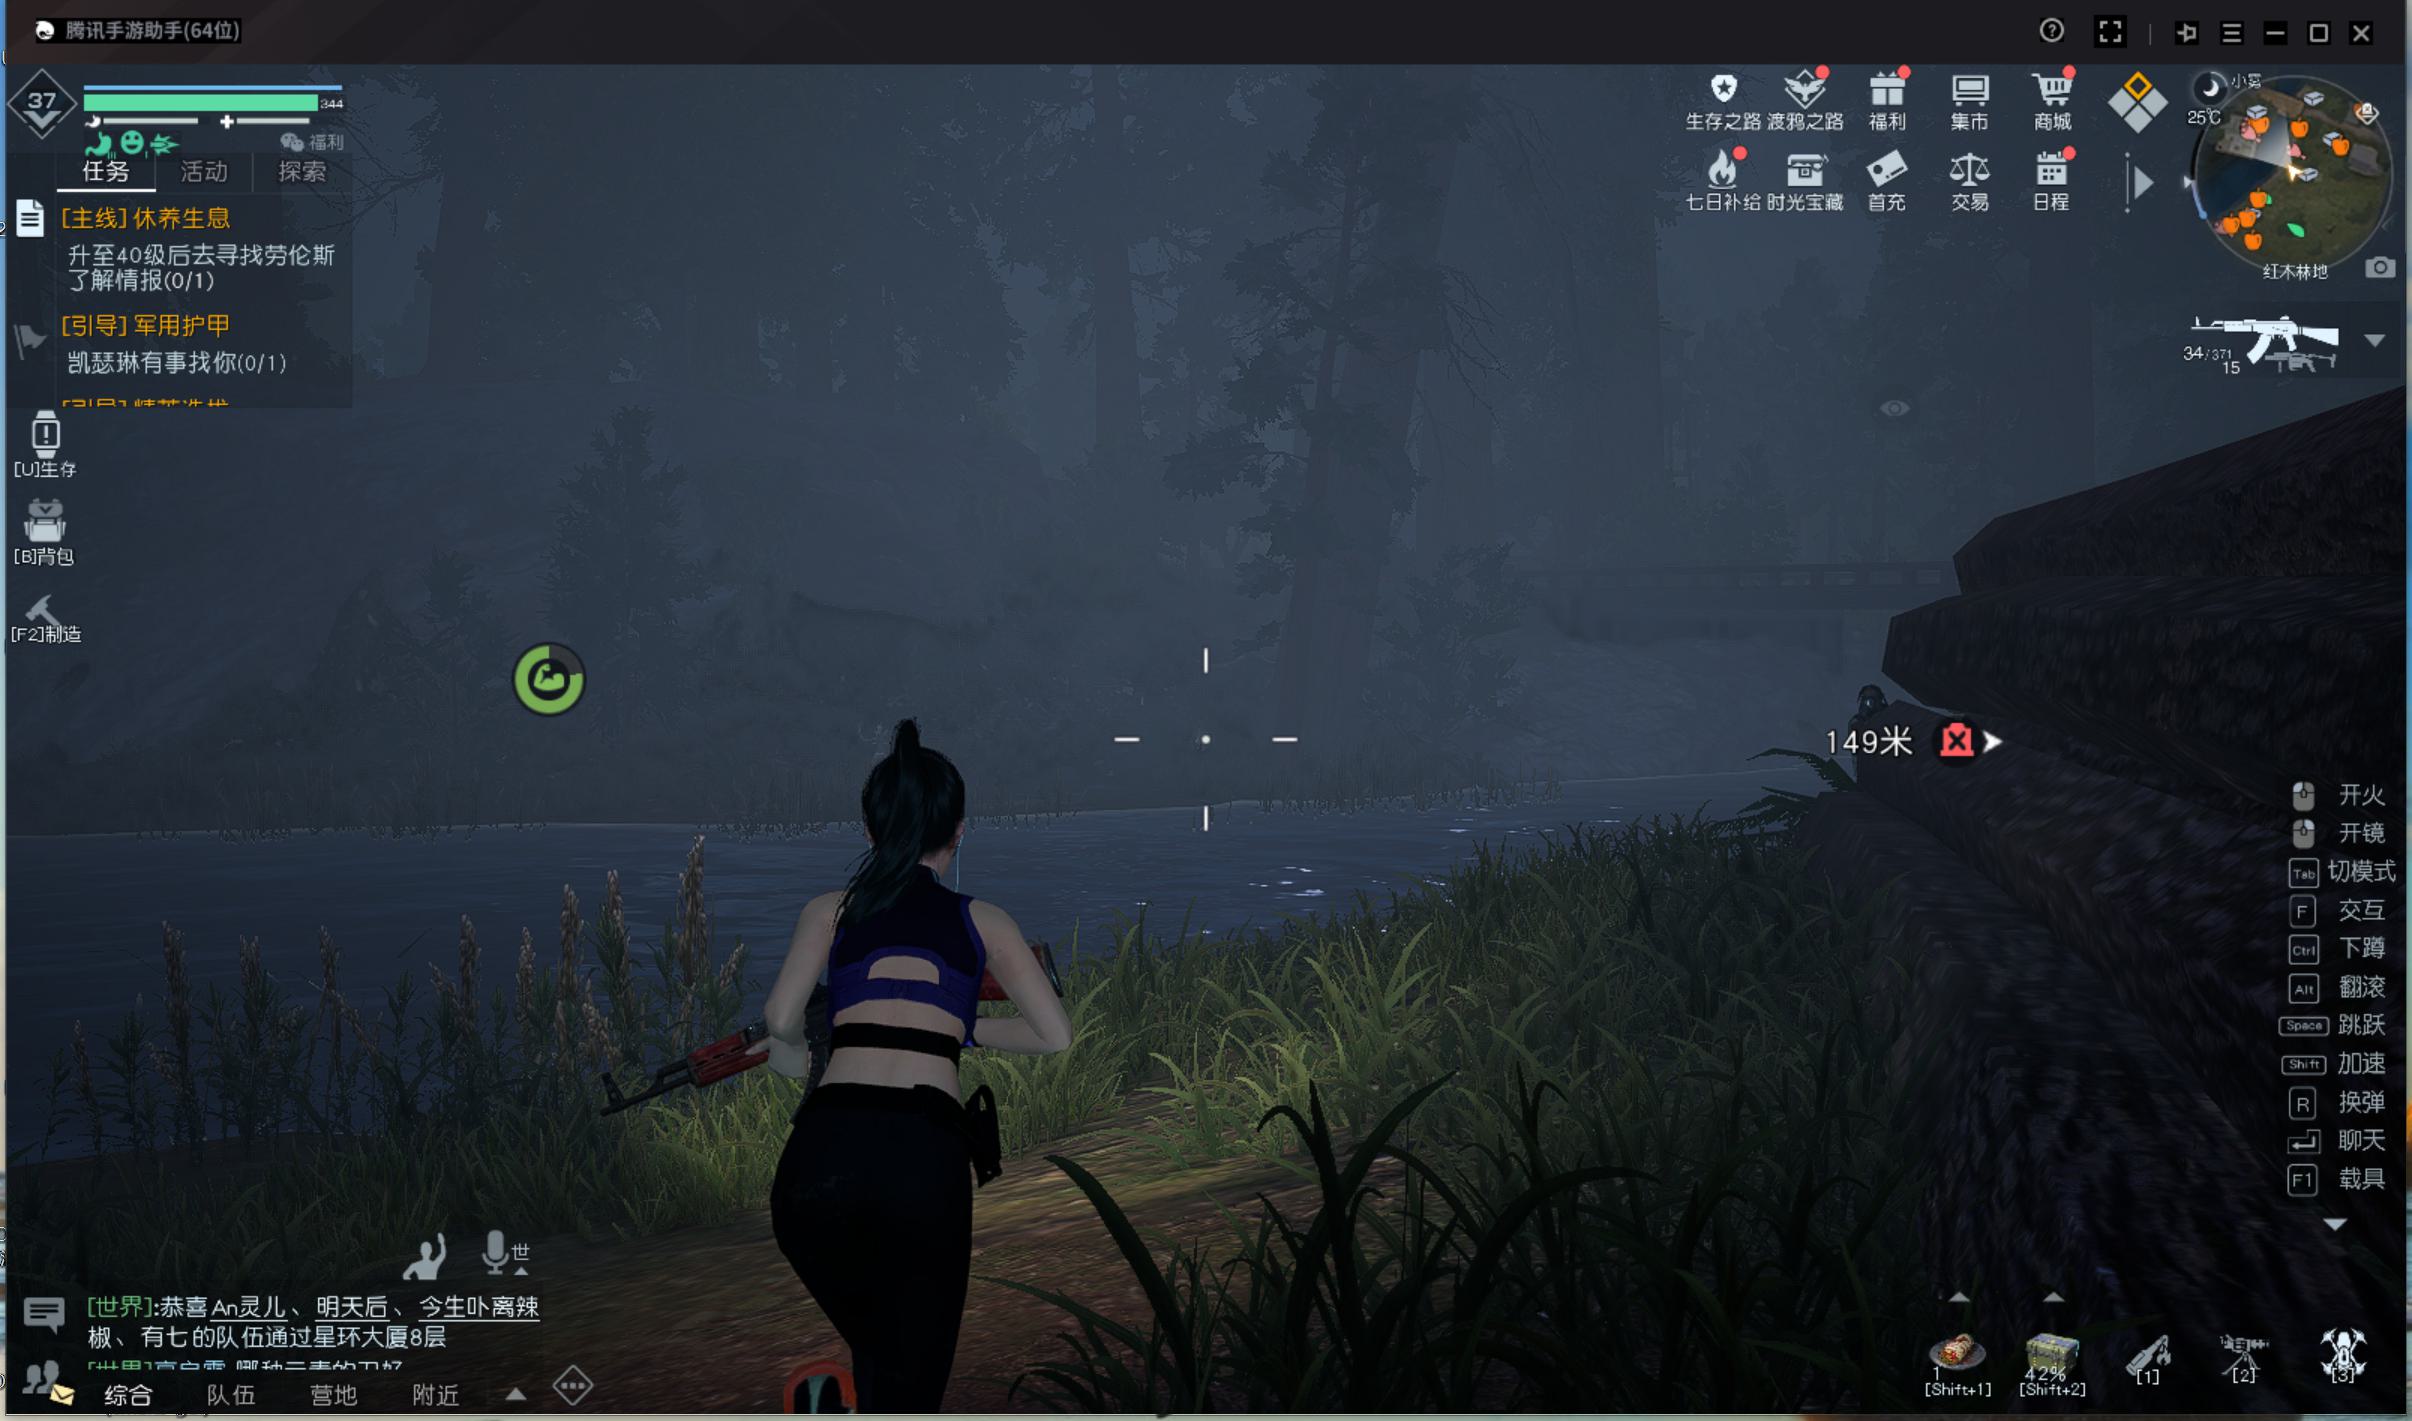 腾讯手游助手(64位)
37
344
福利
任务
活动
探索
[主线] 休养生息
升至40级后去寻找劳伦斯
了解情报(0/1)
[引导] 军用护甲
凯瑟琳有事找你(0/1)
[U]生存
[B]背包
[F2]制造
生存之路
渡鸦之路
福利
集市
商城
七日补给
时光宝藏
首充
交易
日程
小雾
25℃
红木林地
34/371
15
149米
开火
开镜
Tab 切模式
F 交互
Ctrl 下蹲
Alt 翻滚
Space 跳跃
Shift 加速
R 换弹
聊天
F1 载具
世
[世界]:恭喜An灵儿、明天后、今生卟离辣
椒、有七的队伍通过星环大厦8层
综合
队伍
营地
附近
1
[Shift+1]
42%
[Shift+2]
[1]
[2]
[3]